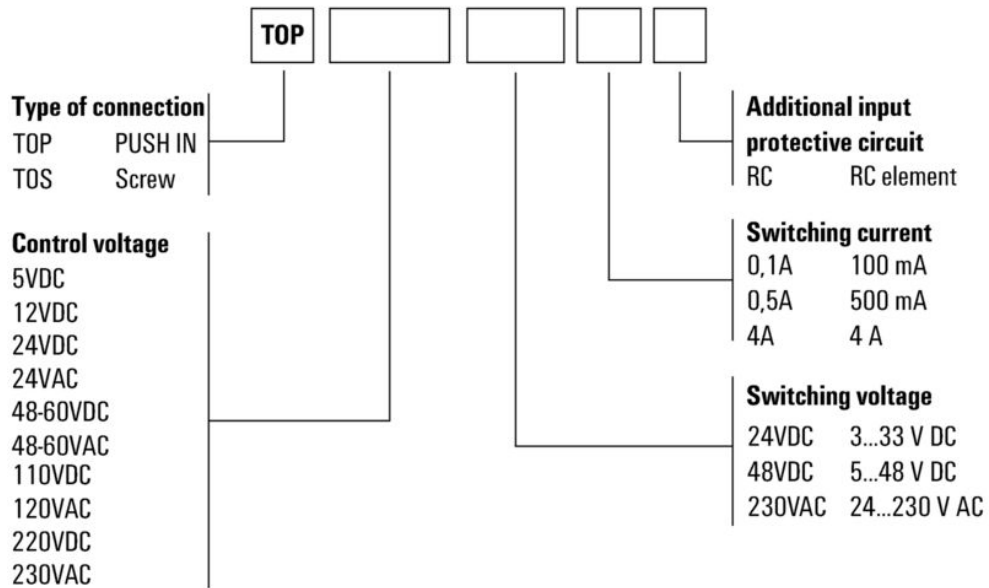 TOP
Type of connection
TOP PUSH IN
TOS Screw
Control voltage
5VDC
12VDC
24VDC
24VAC
48-60VDC
48-60VAC
110VDC
120VAC
220VDC
230VAC
Additional input
protective circuit
RC RC element
Switching current
0,1A 100 mA
0,5A 500 mA
4A 4 A
Switching voltage
24VDC 3...33 V DC
48VDC 5...48 V DC
230VAC 24...230 V AC